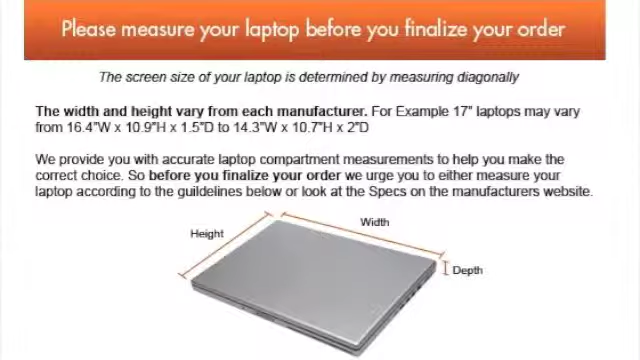 Please measure your laptop before you finalize your order
The screen size of your laptop is determined by measuring diagonally
The width and height vary from each manufacturer. For Example 17" laptops may vary
from 16.4"W x 10.9"H x 1.5"D to 14.3"W x 10.7"H x 2"D
We provide you with accurate laptop compartment measurements to help you make the
correct choice. So before you finalize your order we urge you to either measure your
laptop according to the guildelines below or look at the Specs on the manufacturers website.
Width
Height
Depth